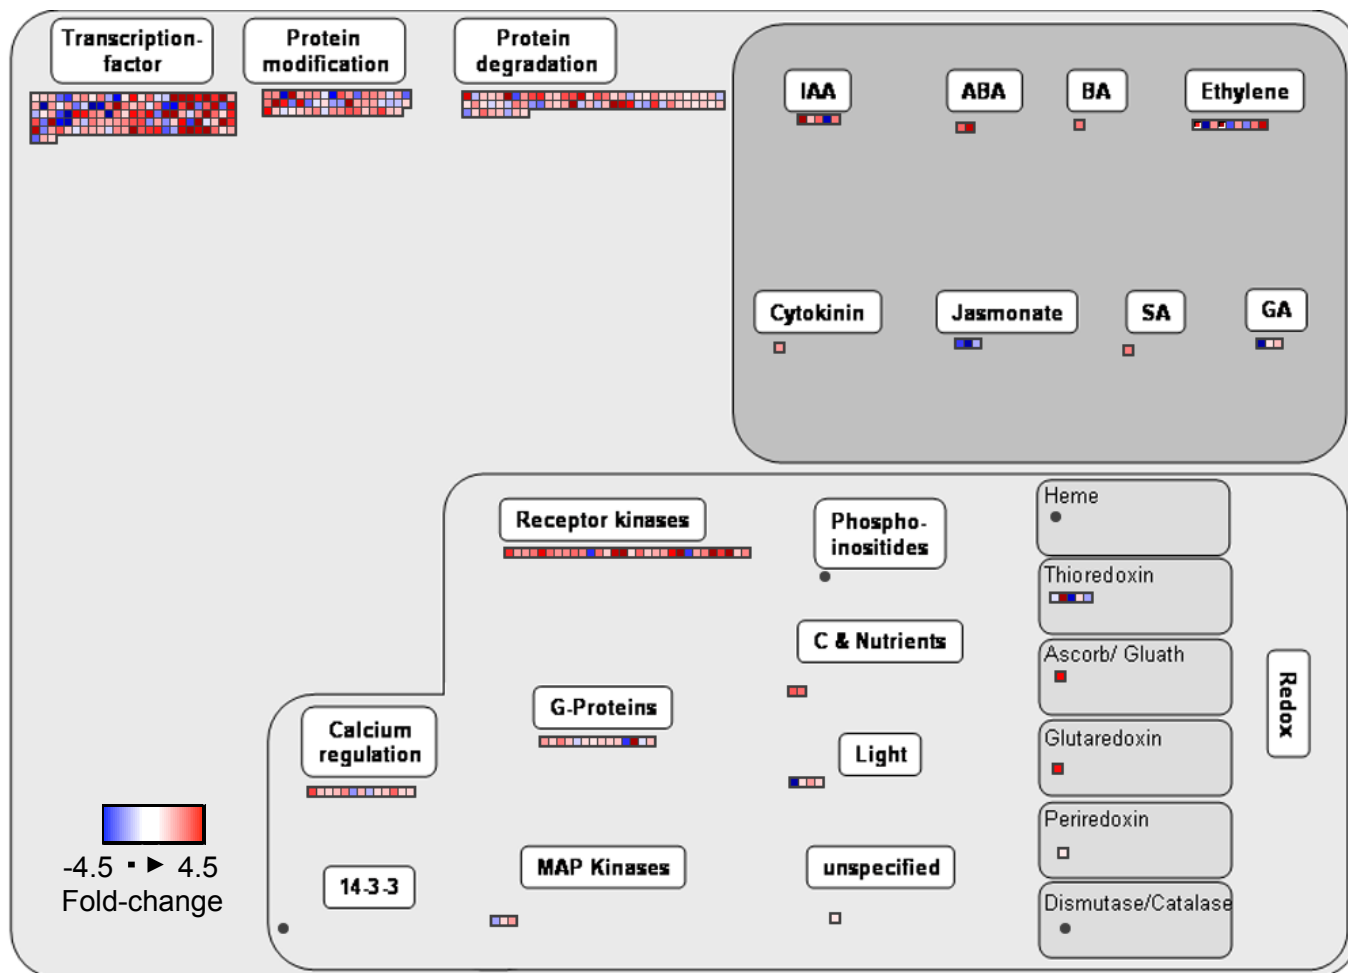 Transcription-
factor
Protein
modification
Protein
degradation
IAA
ABA
BA
Ethylene
Cytokinin
Jasmonate
SA
GA
Receptor kinases
Phospho-
inositides
C & Nutrients
G-Proteins
Light
Calcium
regulation
MAP Kinases
unspecified
14-3-3
Heme
Thioredoxin
Ascorb/ Gluath
Glutaredoxin
Periredoxin
Dismutase/Catalase
Redox
-4.5 4.5
Fold-change